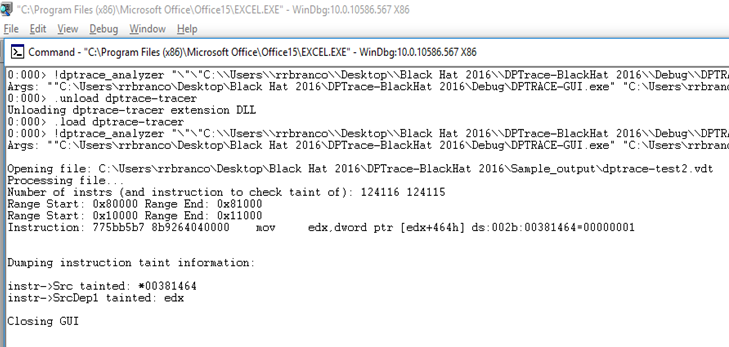 "C:\Program Files (x86)\Microsoft Office\Office15\EXCEL.EXE" - WinDbg:10.0.10586.567 X86
File Edit View Debug Window Help
Command - "C:\Program Files (x86)\Microsoft Office\Office15\EXCEL.EXE" - WinDbg:10.0.10586.567 X86
0:000> !dptrace_analyzer "\"\"C:\\Users\\rrbranco\\Desktop\\Black Hat 2016\\DPTrace-BlackHat 2016\\Debug\\DPTRA
Args: ""C:\Users\rrbranco\Desktop\Black Hat 2016\DPTrace-BlackHat 2016\Debug\DPTRACE-GUI.exe" "C:\Users\rrbranc
0:000> .unload dptrace-tracer
Unloading dptrace-tracer extension DLL
0:000> .load dptrace-tracer
0:000> !dptrace_analyzer "\"\"C:\\Users\\rrbranco\\Desktop\\Black Hat 2016\\DPTrace-BlackHat 2016\\Debug\\DPTRA
Args: ""C:\Users\rrbranco\Desktop\Black Hat 2016\DPTrace-BlackHat 2016\Debug\DPTRACE-GUI.exe" "C:\Users\rrbranc
Opening file: C:\Users\rrbranco\Desktop\Black Hat 2016\DPTrace-BlackHat 2016\Sample_output\dptrace-test2.vdt
Processing file...
Number of instrs (and instruction to check taint of): 124116 124115
Range Start: 0x80000 Range End: 0x81000
Range Start: 0x10000 Range End: 0x11000
Instruction: 775bb5b7 8b9264040000 mov edx,dword ptr [edx+464h] ds:002b:00381464=00000001
Dumping instruction taint information:
instr->Src tainted: *00381464
instr->SrcDep1 tainted: edx
Closing GUI